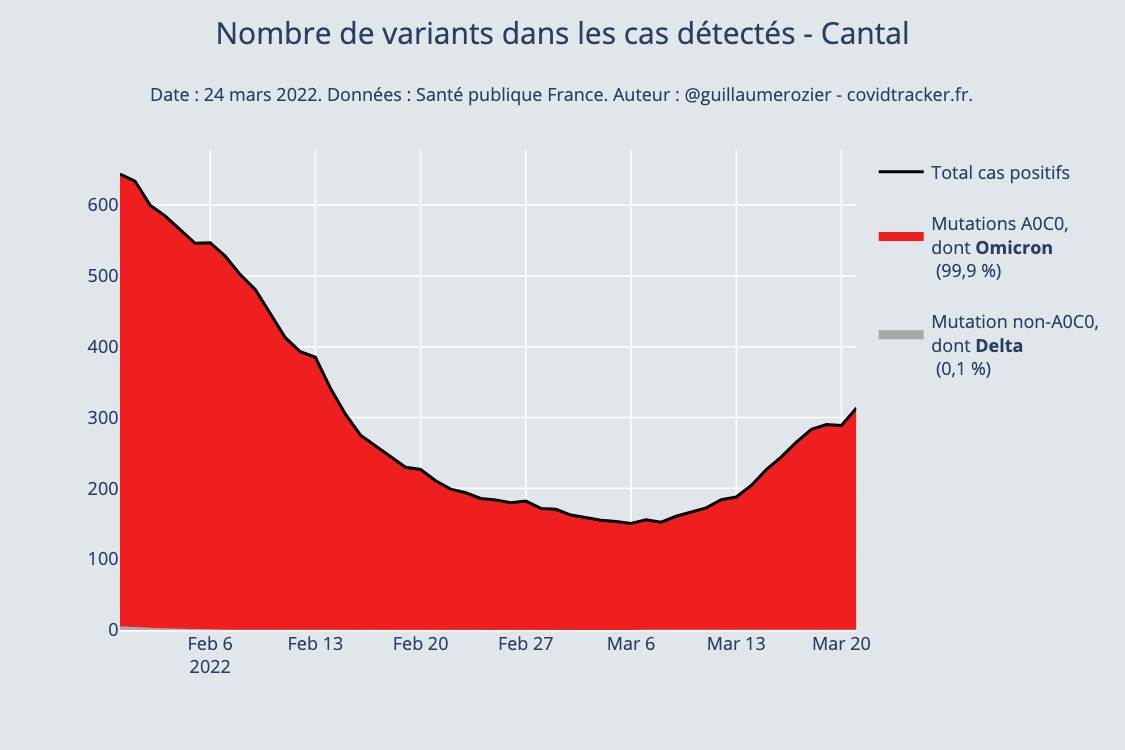 Nombre de variants dans les cas détectés - Cantal
Date : 24 mars 2022. Données : Santé publique France. Auteur : @guillaumerozier - covidtracker.fr.
Total cas positifs
Mutations A0C0,
dont Omicron
(99,9 %)
Mutation non-A0C0,
dont Delta
(0,1 %)
600
500
400
300
200
100
0
Feb 6
2022
Feb 13
Feb 20
Feb 27
Mar 6
Mar 13
Mar 20